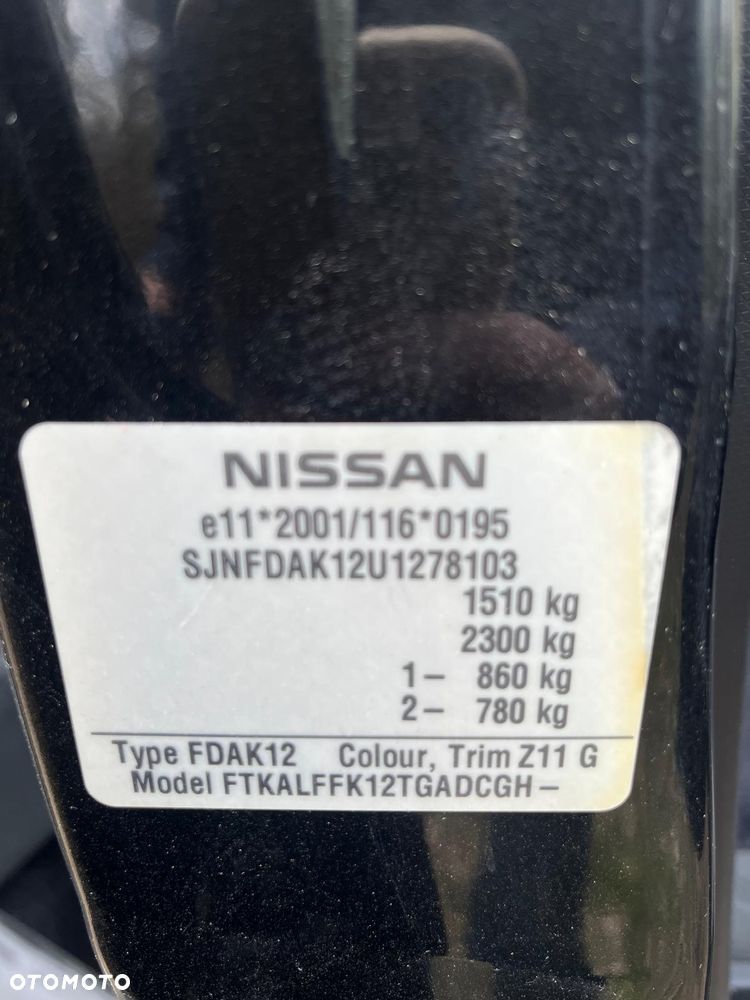 NISSAN
e11*2001/116*0195
SJNFDAK12U1278103
1510 kg
2300 kg
1– 860 kg
2– 780 kg
Type FDAK12 Colour, Trim Z11 G
Model FTKALFFK12TGADCGH–
OTOMOTO